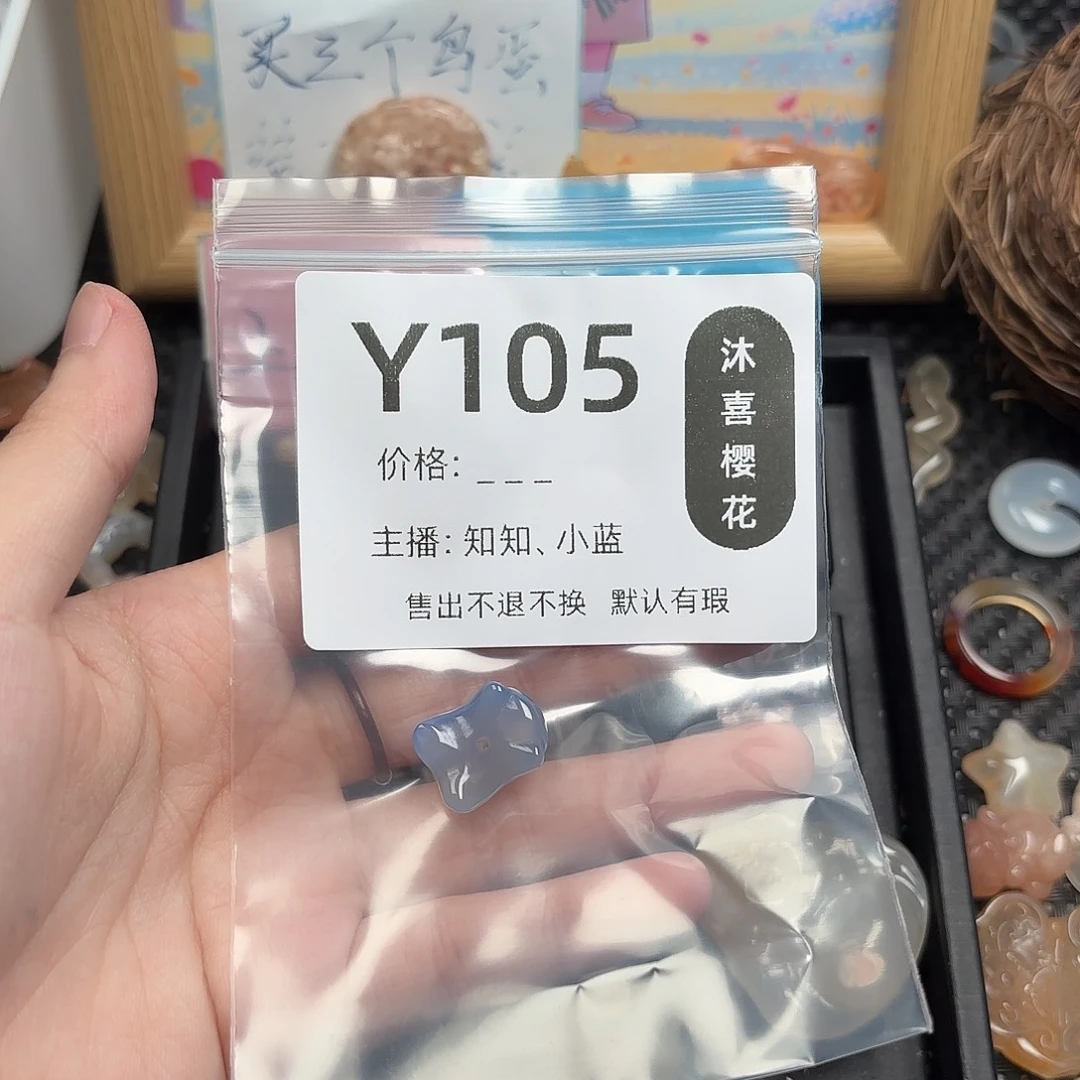 买三个鸟蛋
Y105
沐喜樱花
价格: _ _ _
主播: 知知、小蓝
售出不退不换 默认有瑕